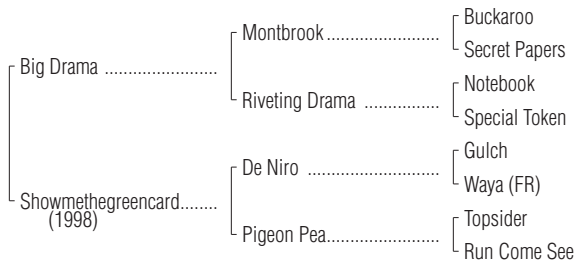 Buckaroo
Montbrook..........................
Secret Papers
Big Drama ........................
Notebook
Riveting Drama ................
Special Token
Gulch
De Niro ............................
Waya (FR)
Showmethegreencard........
(1998)
Topsider
Pigeon Pea..........................
Run Come See